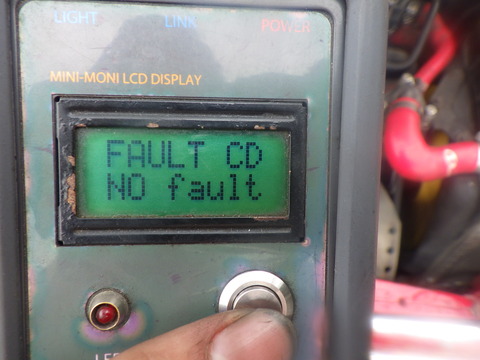 LIGHT LINK POWER
MINI-MONI LCD DISPLAY
FAULT CD
NO fault